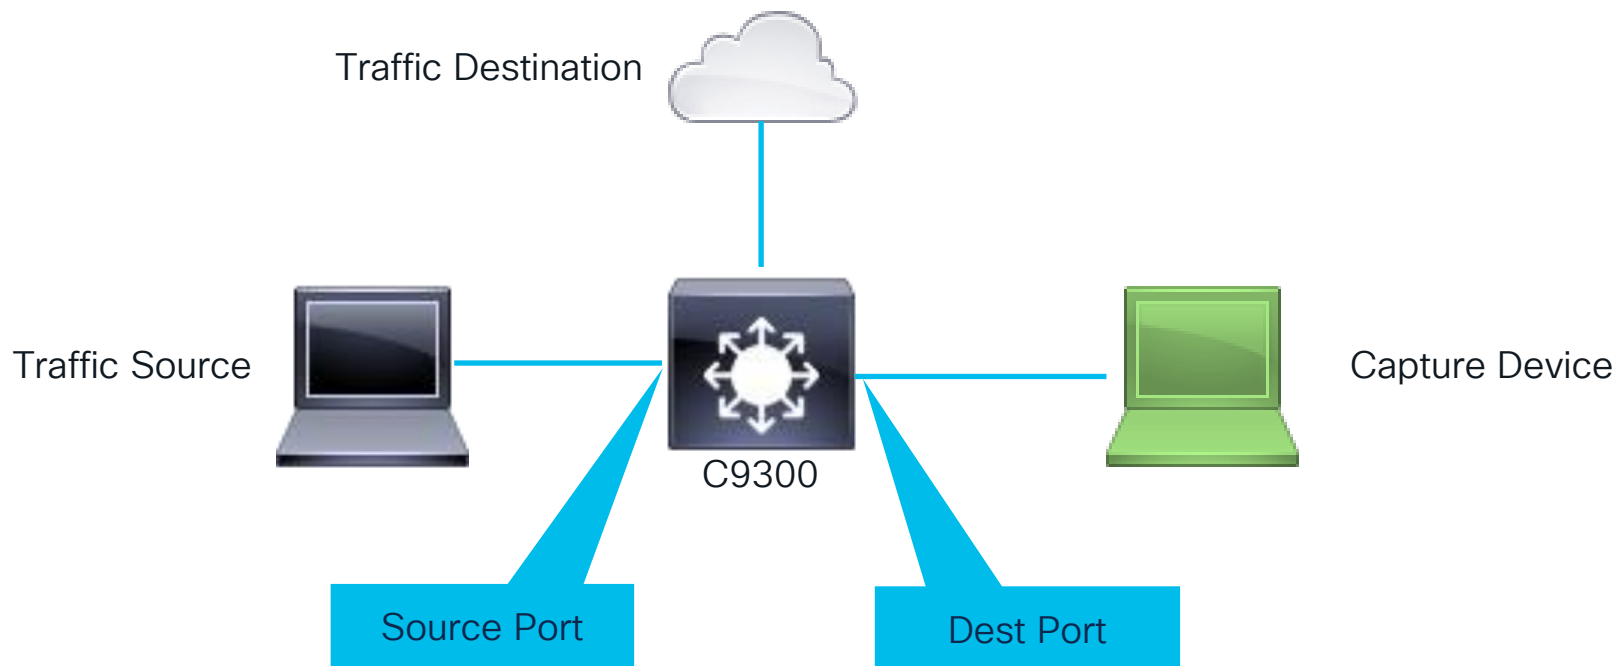 Traffic Destination
Traffic Source
Capture Device
C9300
Source Port
Dest Port